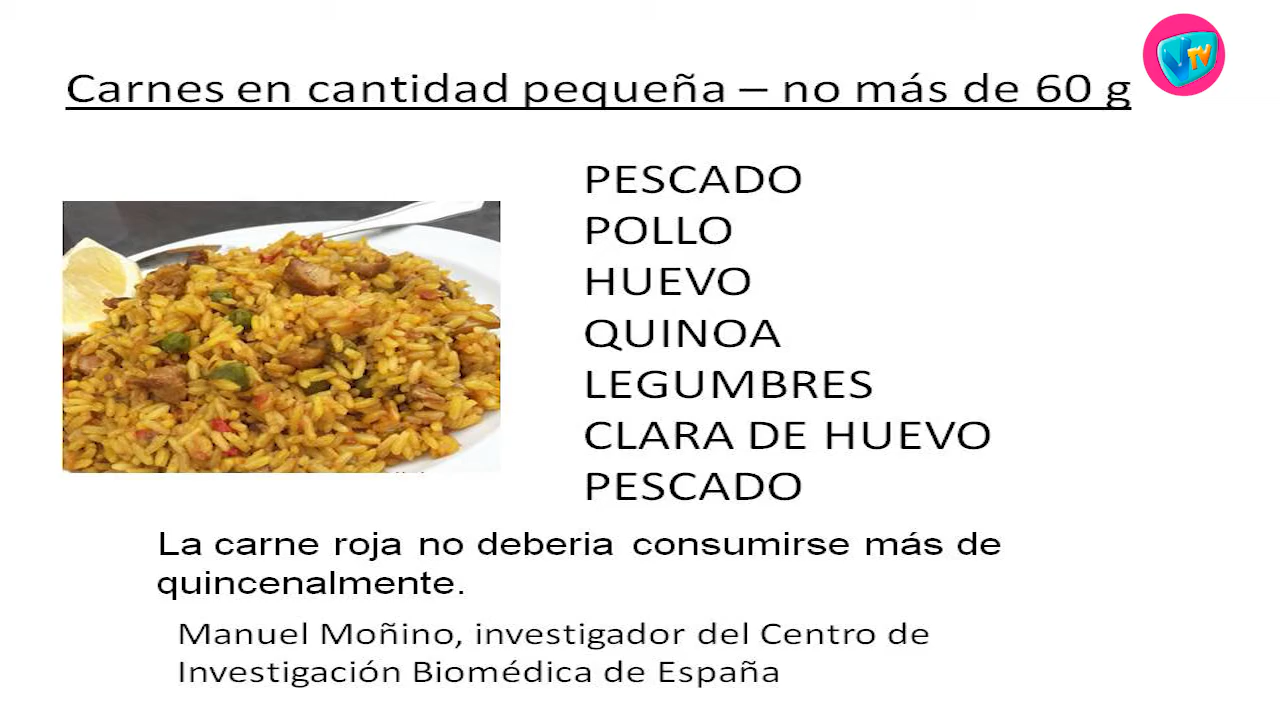 Carnes en cantidad pequeña – no más de 60 g
VTV
PESCADO
POLLO
HUEVO
QUINOA
LEGUMBRES
CLARA DE HUEVO
PESCADO
La carne roja no deberia consumirse más de
quincenalmente.
Manuel Moñino, investigador del Centro de
Investigación Biomédica de España